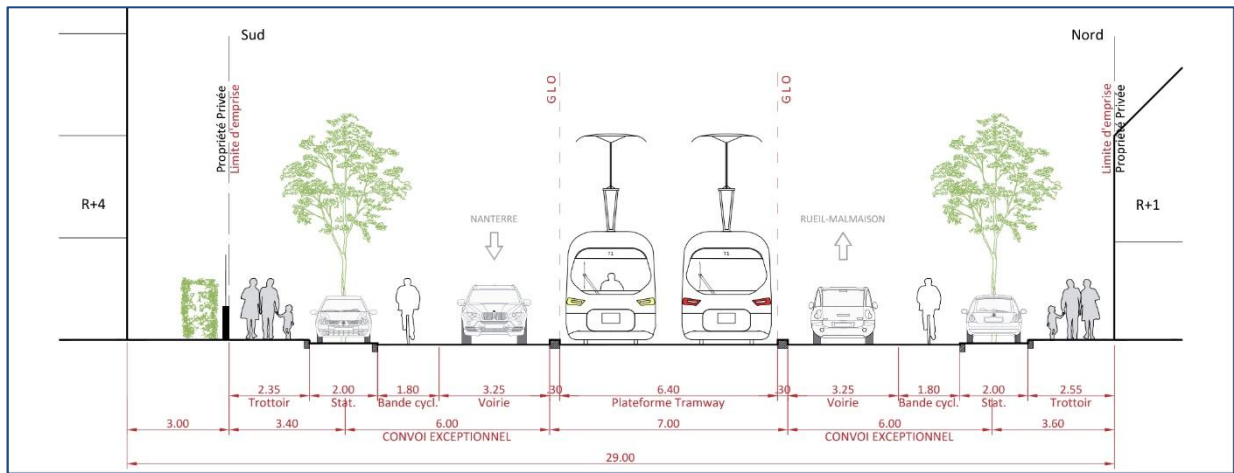 Sud
Nord
Propriété Privée
Limite d'emprise
G L O
G L O
Limite d'emprise
Propriété Privée
R+4
R+1
NANTERRE
RUEIL-MALMAISON
T1
T1
2.35
2.00
1.80
3.25
.30
6.40
.30
3.25
1.80
2.00
2.55
Trottoir
Stat.
Bande cycl.
Voirie
Plateforme Tramway
Voirie
Bande cycl.
Stat.
Trottoir
3.00
3.40
6.00
7.00
6.00
3.60
CONVOI EXCEPTIONNEL
CONVOI EXCEPTIONNEL
29.00